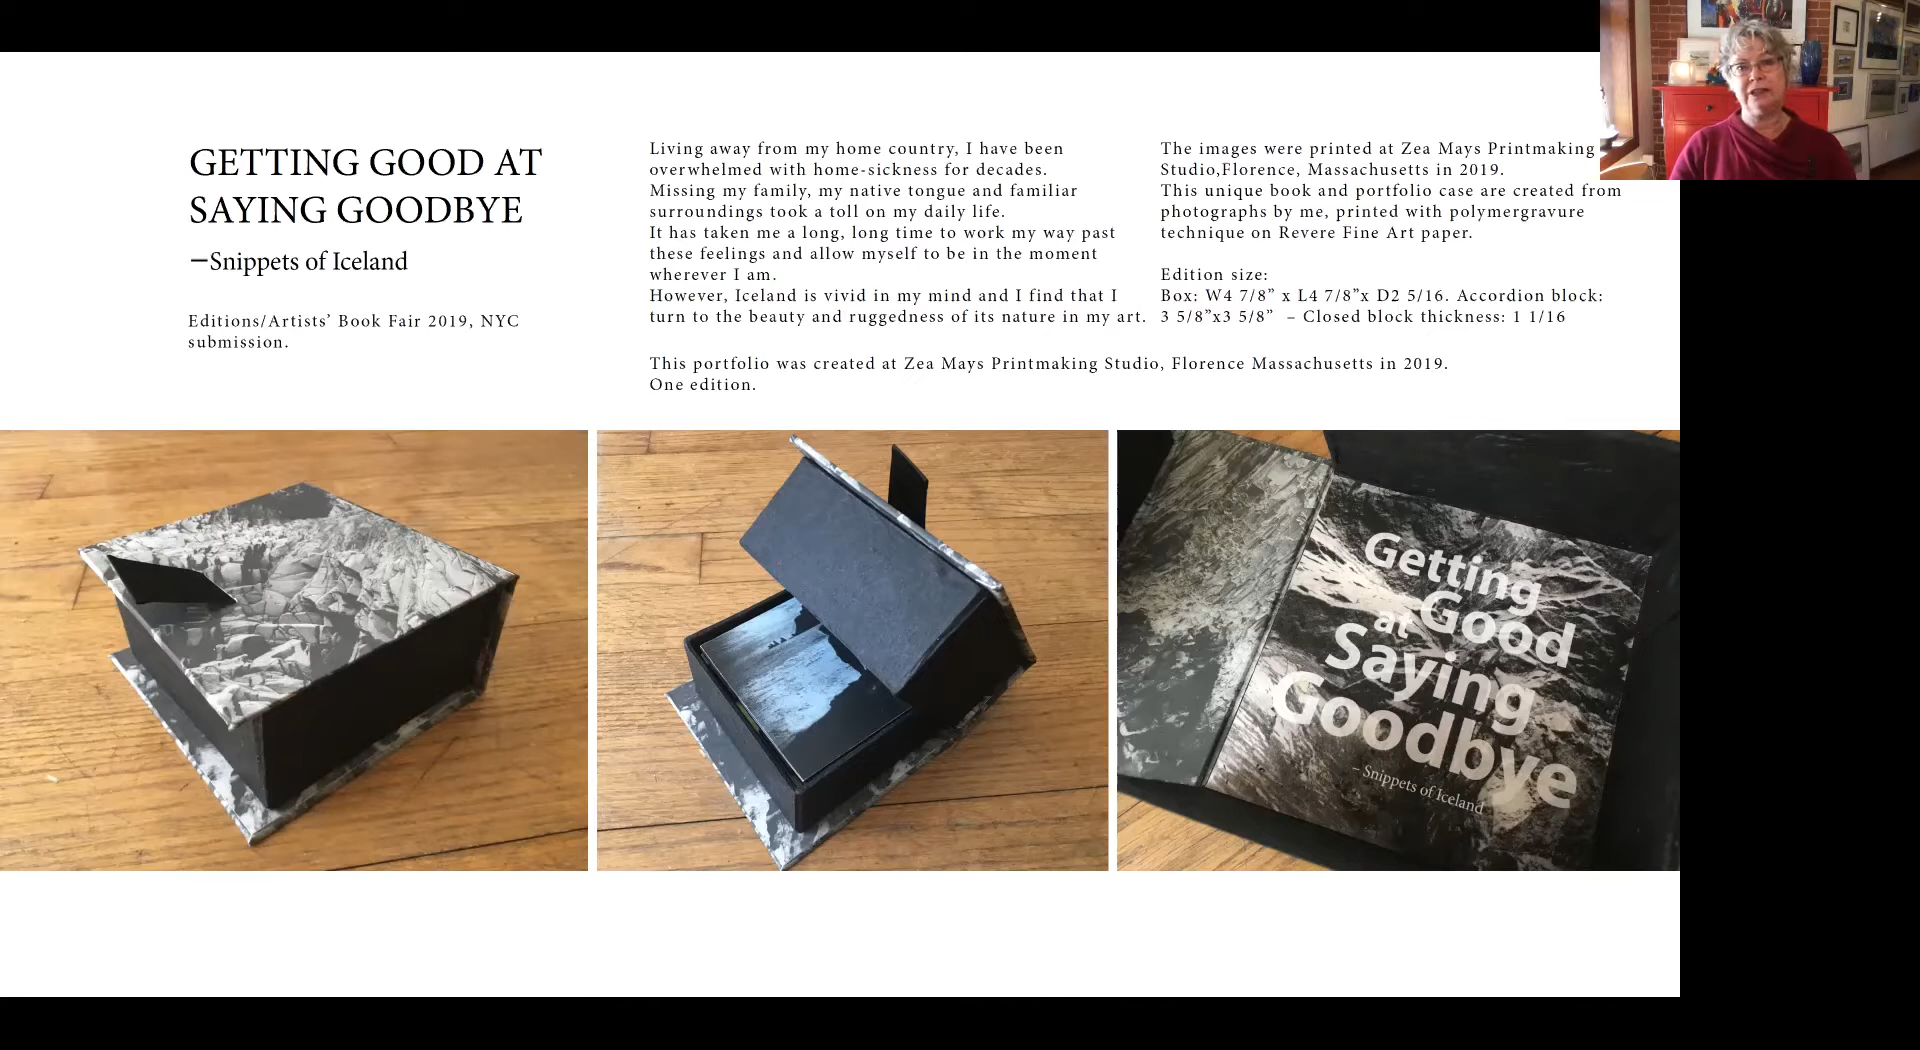 GETTING GOOD AT
SAYING GOODBYE
–Snippets of Iceland
Editions/Artists’ Book Fair 2019, NYC
submission.
Living away from my home country, I have been
overwhelmed with home-sickness for decades.
Missing my family, my native tongue and familiar
surroundings took a toll on my daily life.
It has taken me a long, long time to work my way past
these feelings and allow myself to be in the moment
wherever I am.
However, Iceland is vivid in my mind and I find that I
turn to the beauty and ruggedness of its nature in my art.
The images were printed at Zea Mays Printmaking
Studio,Florence, Massachusetts in 2019.
This unique book and portfolio case are created from
photographs by me, printed with polymergravure
technique on Revere Fine Art paper.
Edition size:
Box: W4 7/8” x L4 7/8”x D2 5/16. Accordion block:
3 5/8”x3 5/8” – Closed block thickness: 1 1/16
This portfolio was created at Zea Mays Printmaking Studio, Florence Massachusetts in 2019.
One edition.
Getting
Good
at
Saying
Goodbye
– Snippets of Iceland